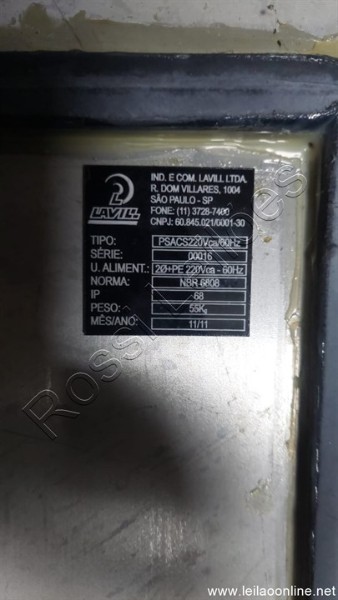 IND. E COM. LAVILL LTDA.
R. DOM VILLARES, 1004
SÃO PAULO - SP
FONE: (11) 3728-7400
CNPJ: 60.845.021/0001-30
LAVILL
TIPO: PSACS220Vca/60Hz
SÉRIE: 00016
U. ALIMENT.: 2Ø+PE 220Vca - 60Hz
NORMA: NBR 6808
IP 68
PESO: 55Kg
MÊS/ANO: 11/11
www.leilaoonline.net